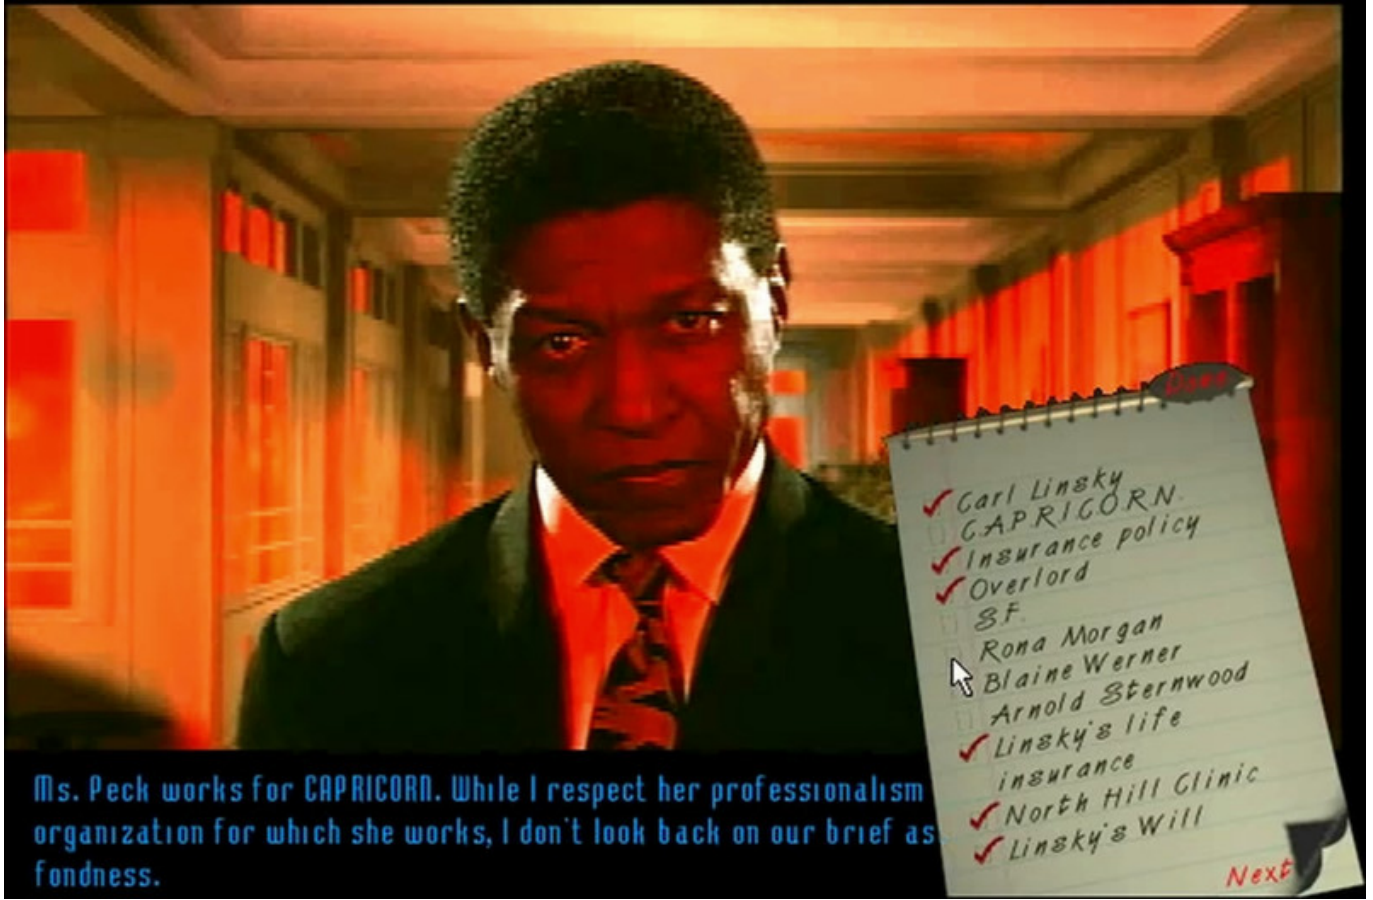 Done
Carl Linsky
C.A.P.R.I.C.O.R.N.
Insurance policy
Overlord
S.F.
Rona Morgan
Blaine Werner
Arnold Sternwood
Linsky's life
insurance
North Hill Clinic
Linsky's Will
Next
Ms. Peck works for CAPRICORN. While I respect her professionalism
organization for which she works, I don't look back on our brief as
fondness.